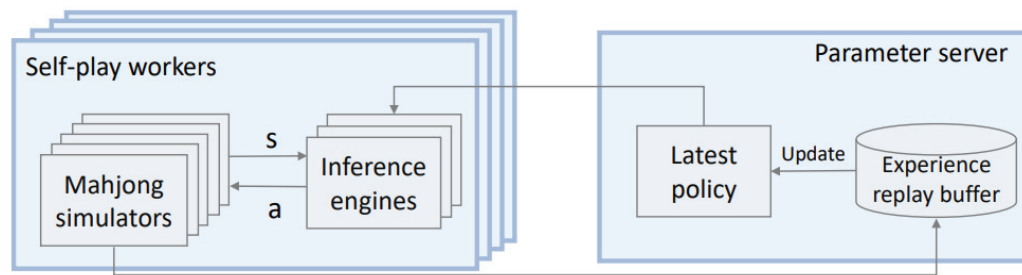 Self-play workers
Mahjong
simulators
s
a
Inference
engines
Parameter server
Latest
policy
Update
Experience
replay buffer